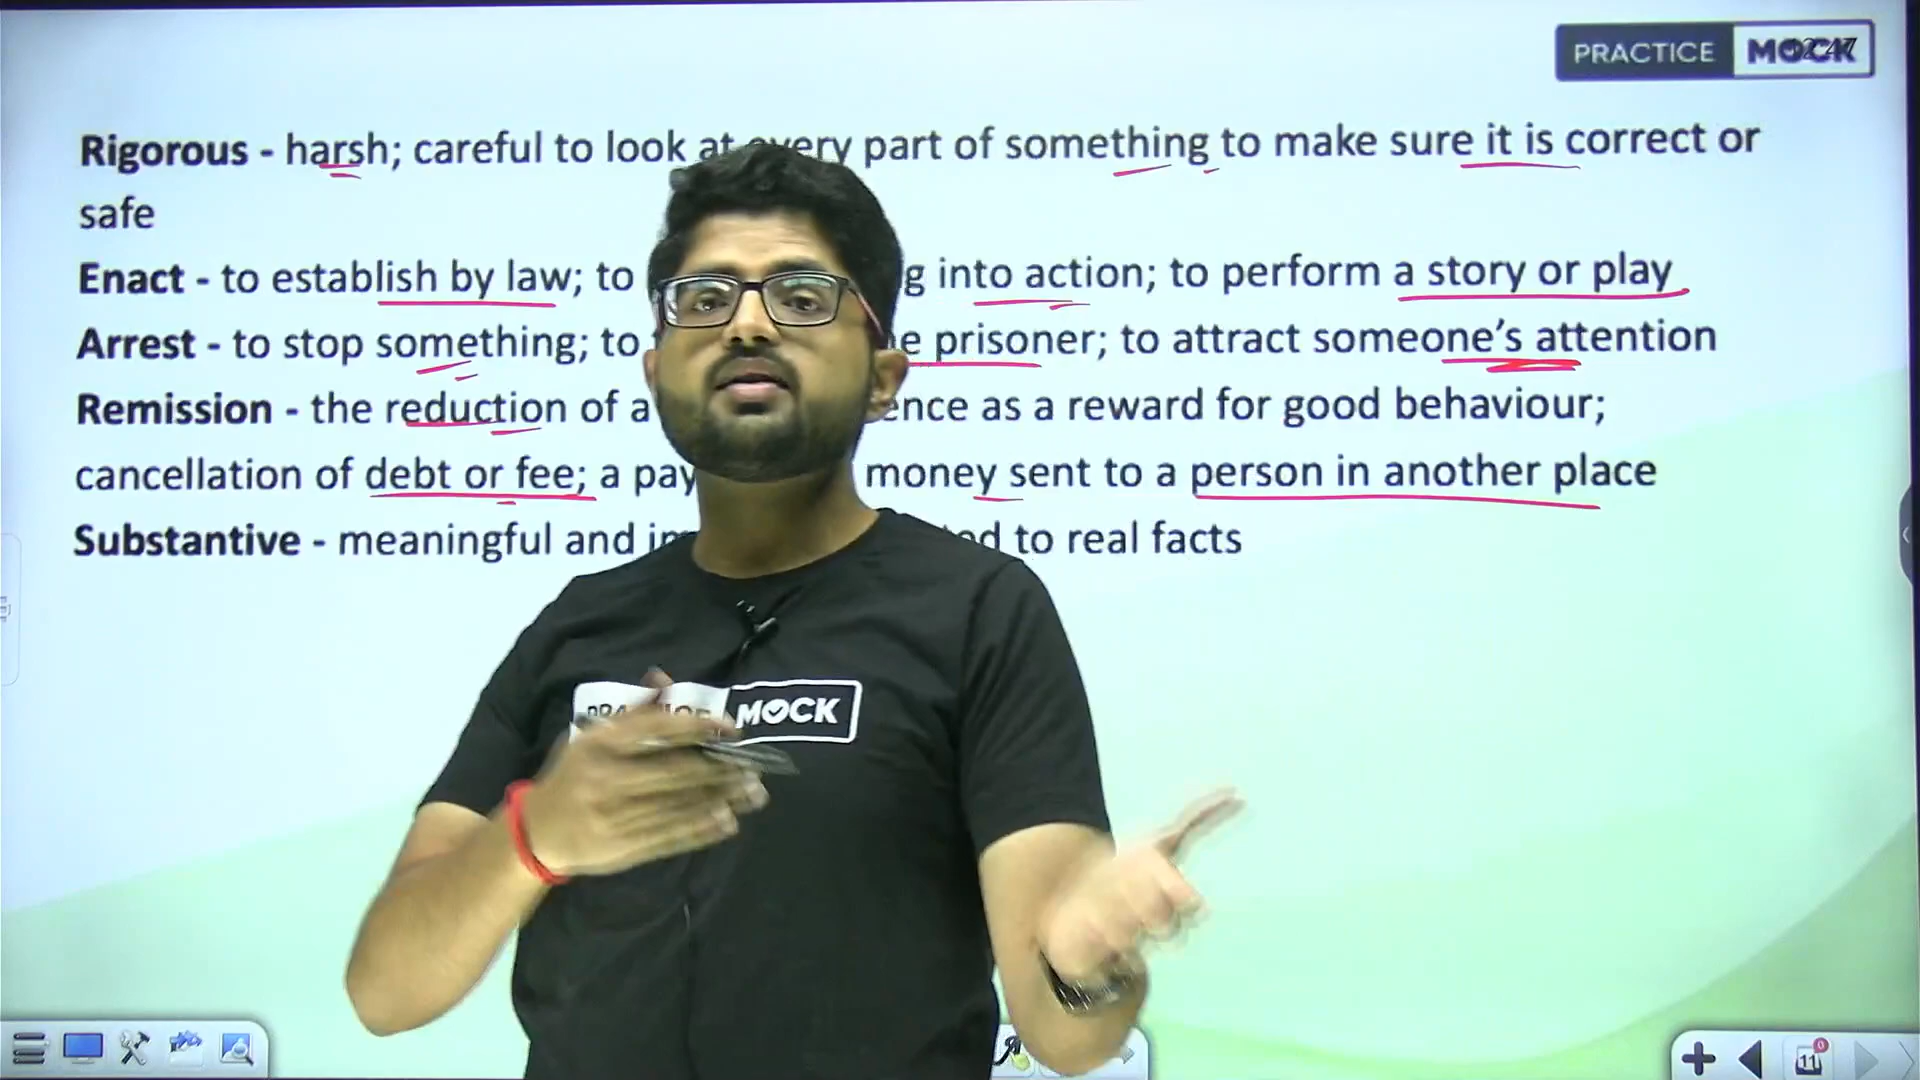 PRACTICE MOCK
Rigorous - harsh; careful to look at every part of something to make sure it is correct or
safe
Enact - to establish by law; to g into action; to perform a story or play
Arrest - to stop something; to e prisoner; to attract someone's attention
Remission - the reduction of a ence as a reward for good behaviour;
cancellation of debt or fee; a pay money sent to a person in another place
Substantive - meaningful and to real facts
MOCK
11
0